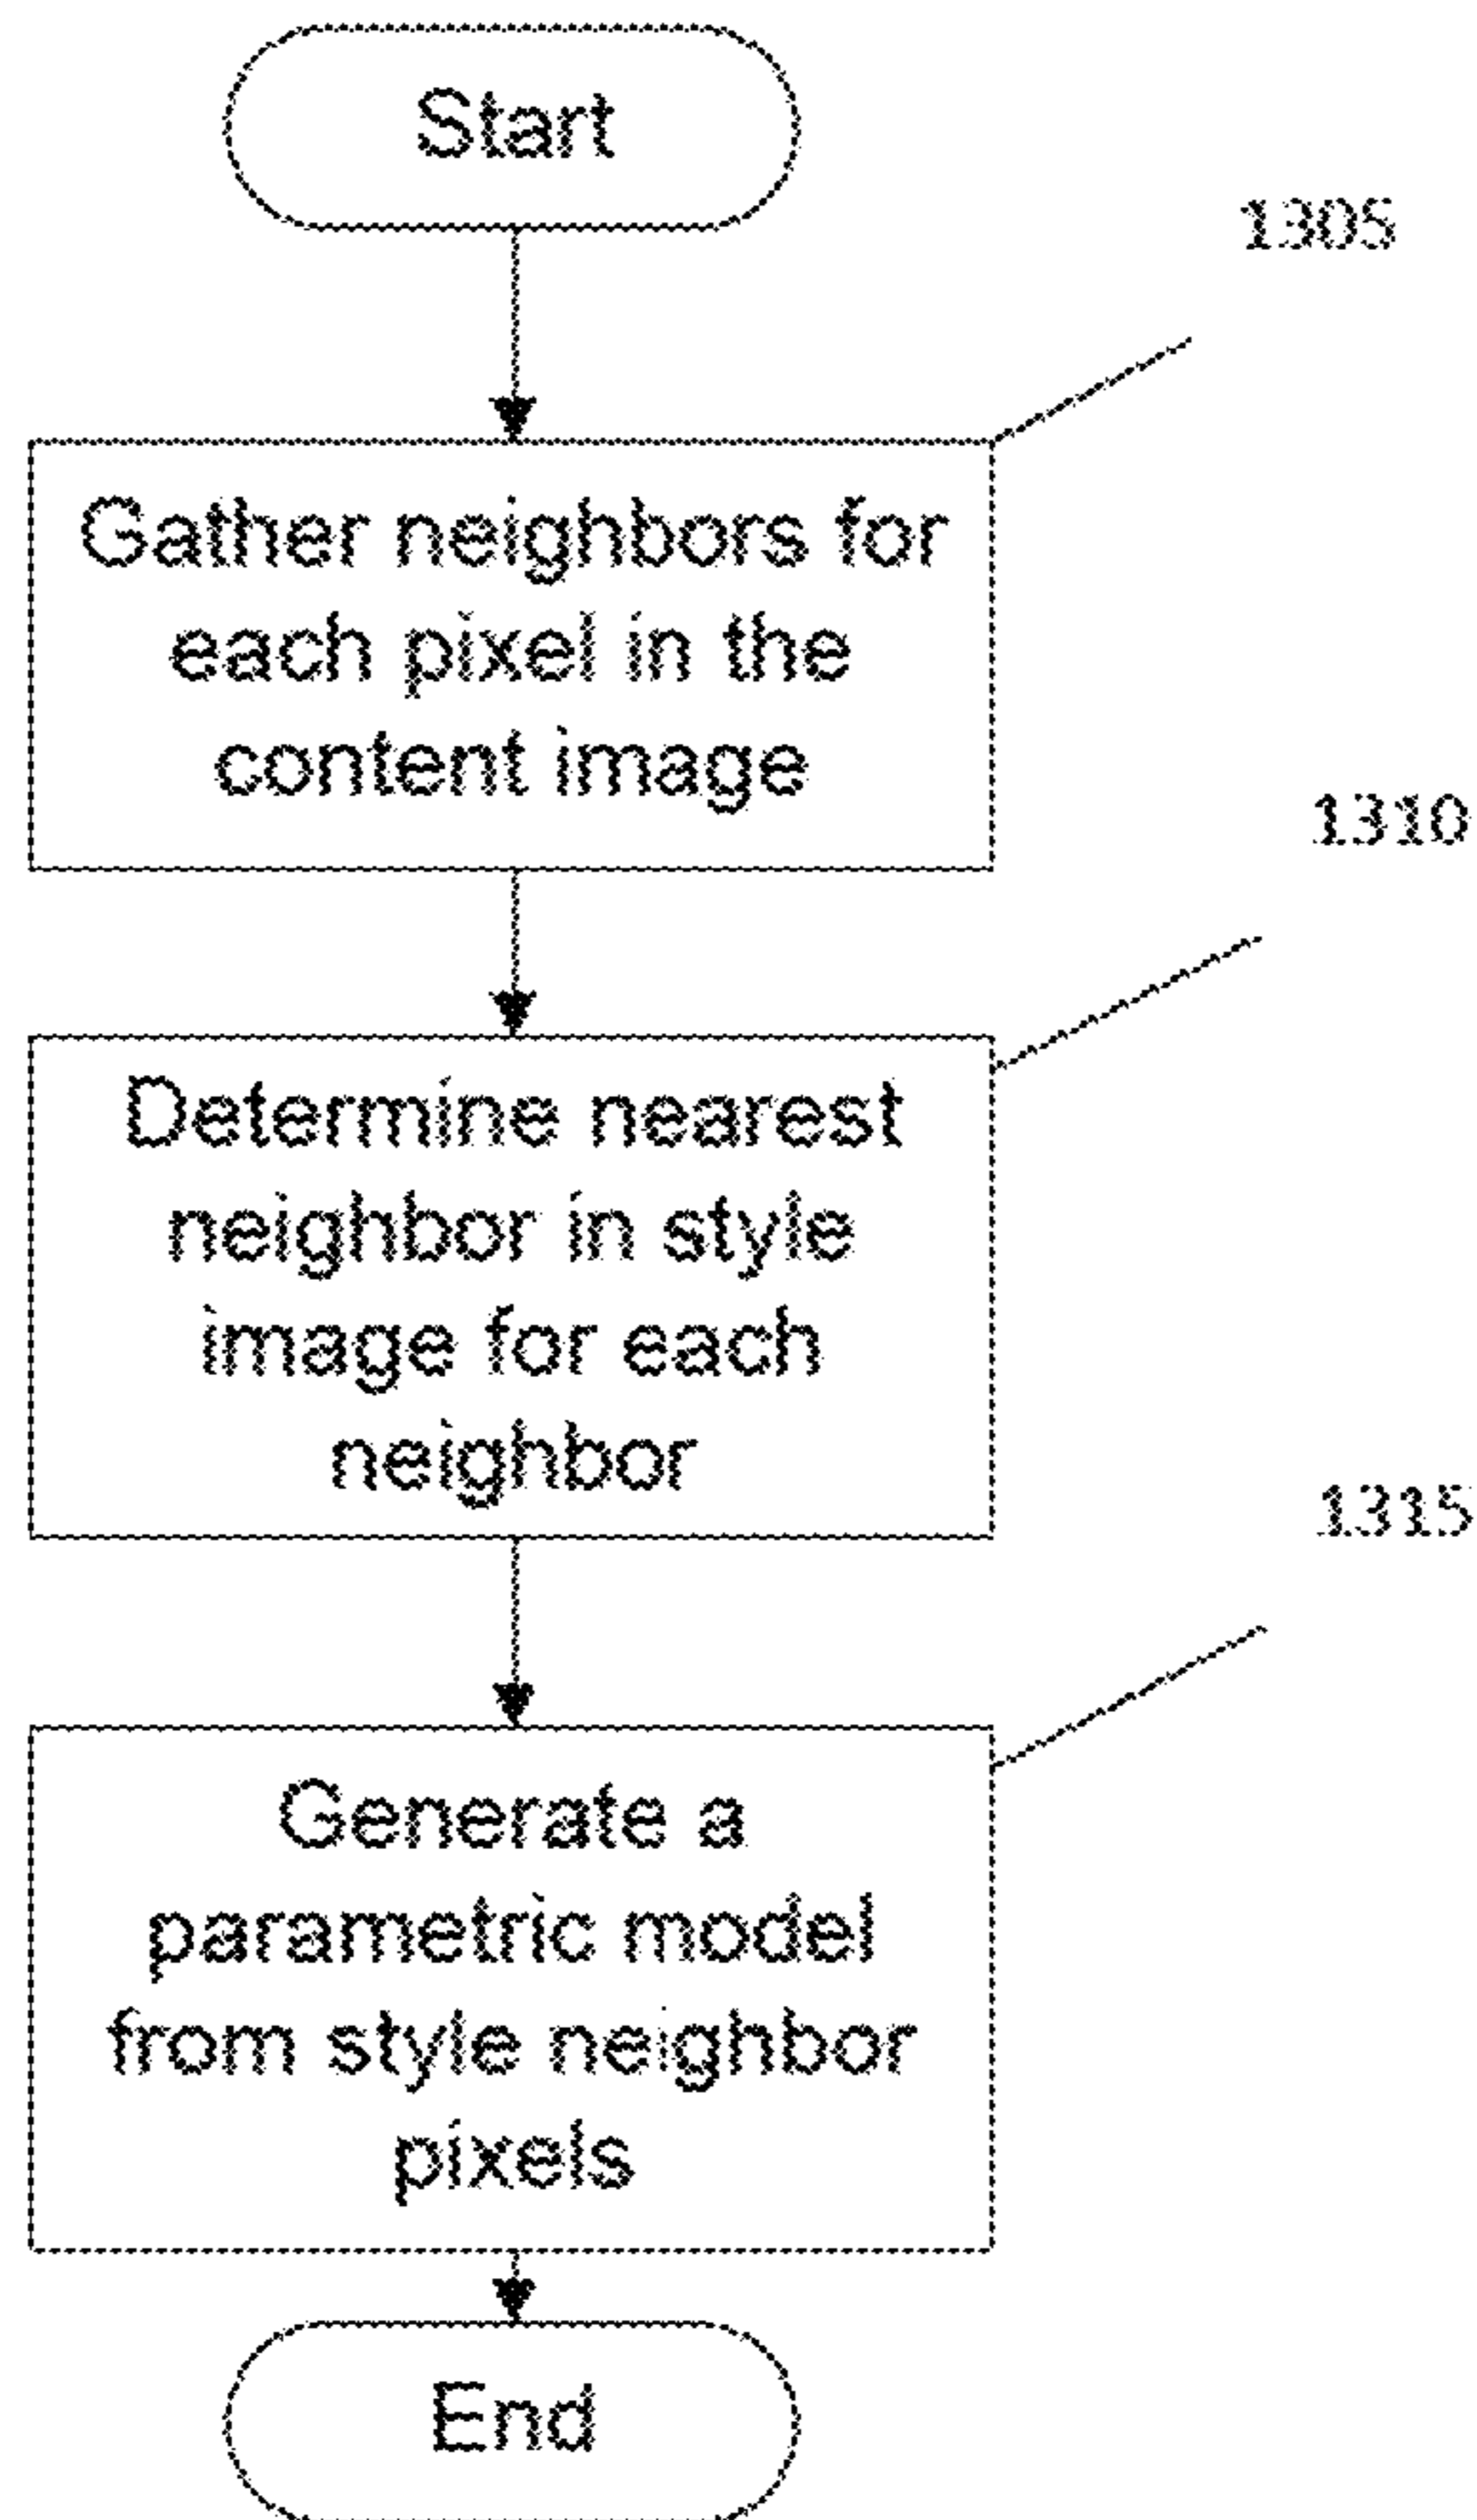 Start
1305
Gather neighbors for
each pixel in the
content image
1310
Determine nearest
neighbor in style
image for each
neighbor
1315
Generate a
parametric model
from style neighbor
pixels
End